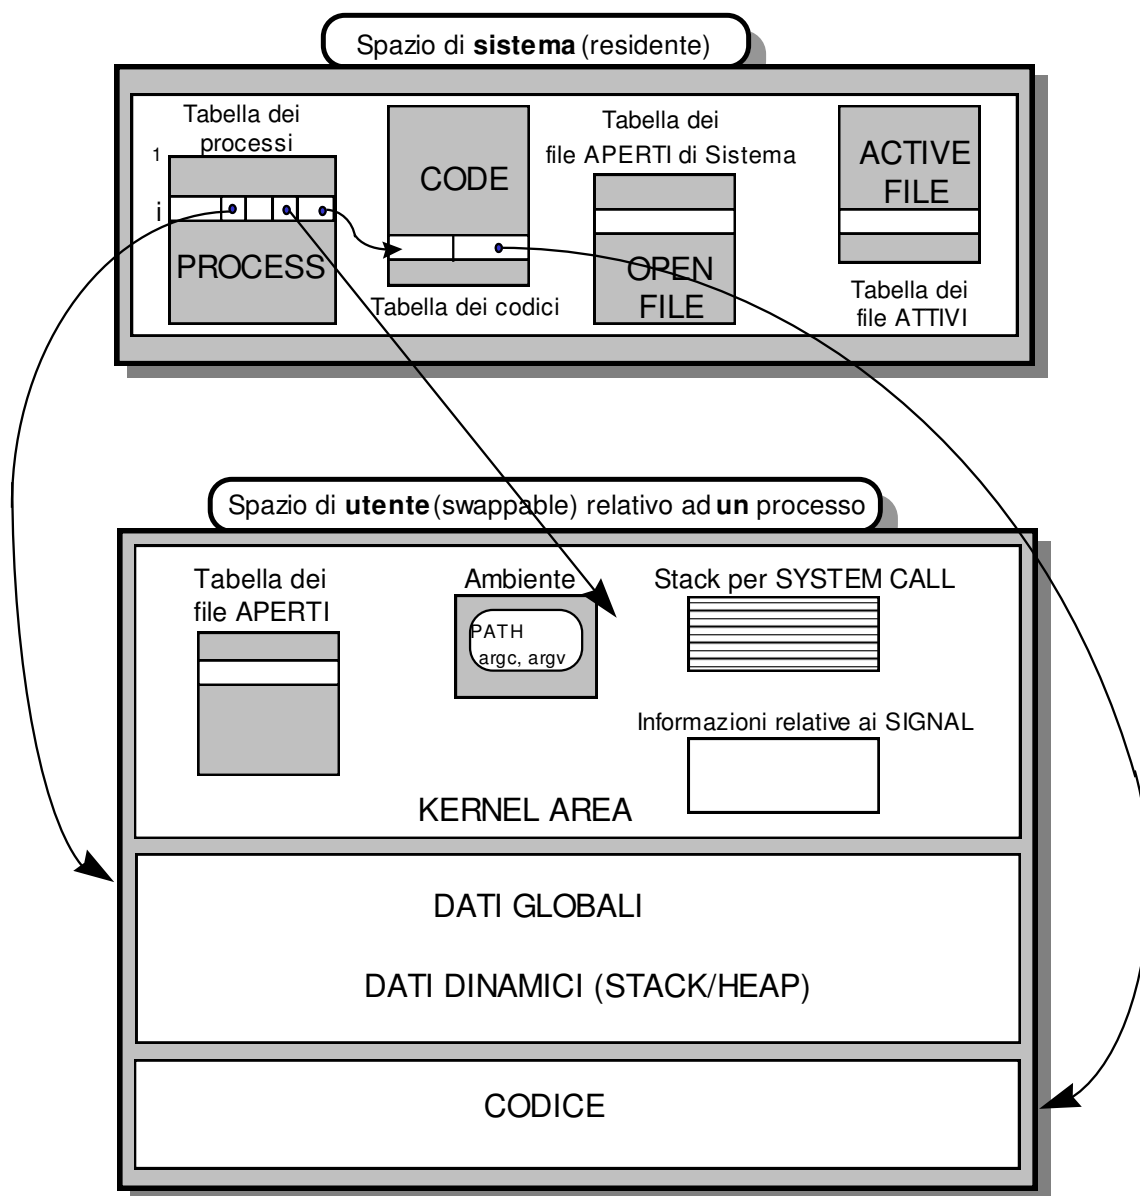 Spazio di sistema (residente)
Tabella dei
processi
1
i
PROCESS
CODE
Tabella dei codici
Tabella dei
file APERTI di Sistema
OPEN
FILE
ACTIVE
FILE
Tabella dei
file ATTIVI
Spazio di utente (swappable) relativo ad un processo
Tabella dei
file APERTI
Ambiente
PATH
argc, argv
Stack per SYSTEM CALL
Informazioni relative ai SIGNAL
KERNEL AREA
DATI GLOBALI
DATI DINAMICI (STACK/HEAP)
CODICE